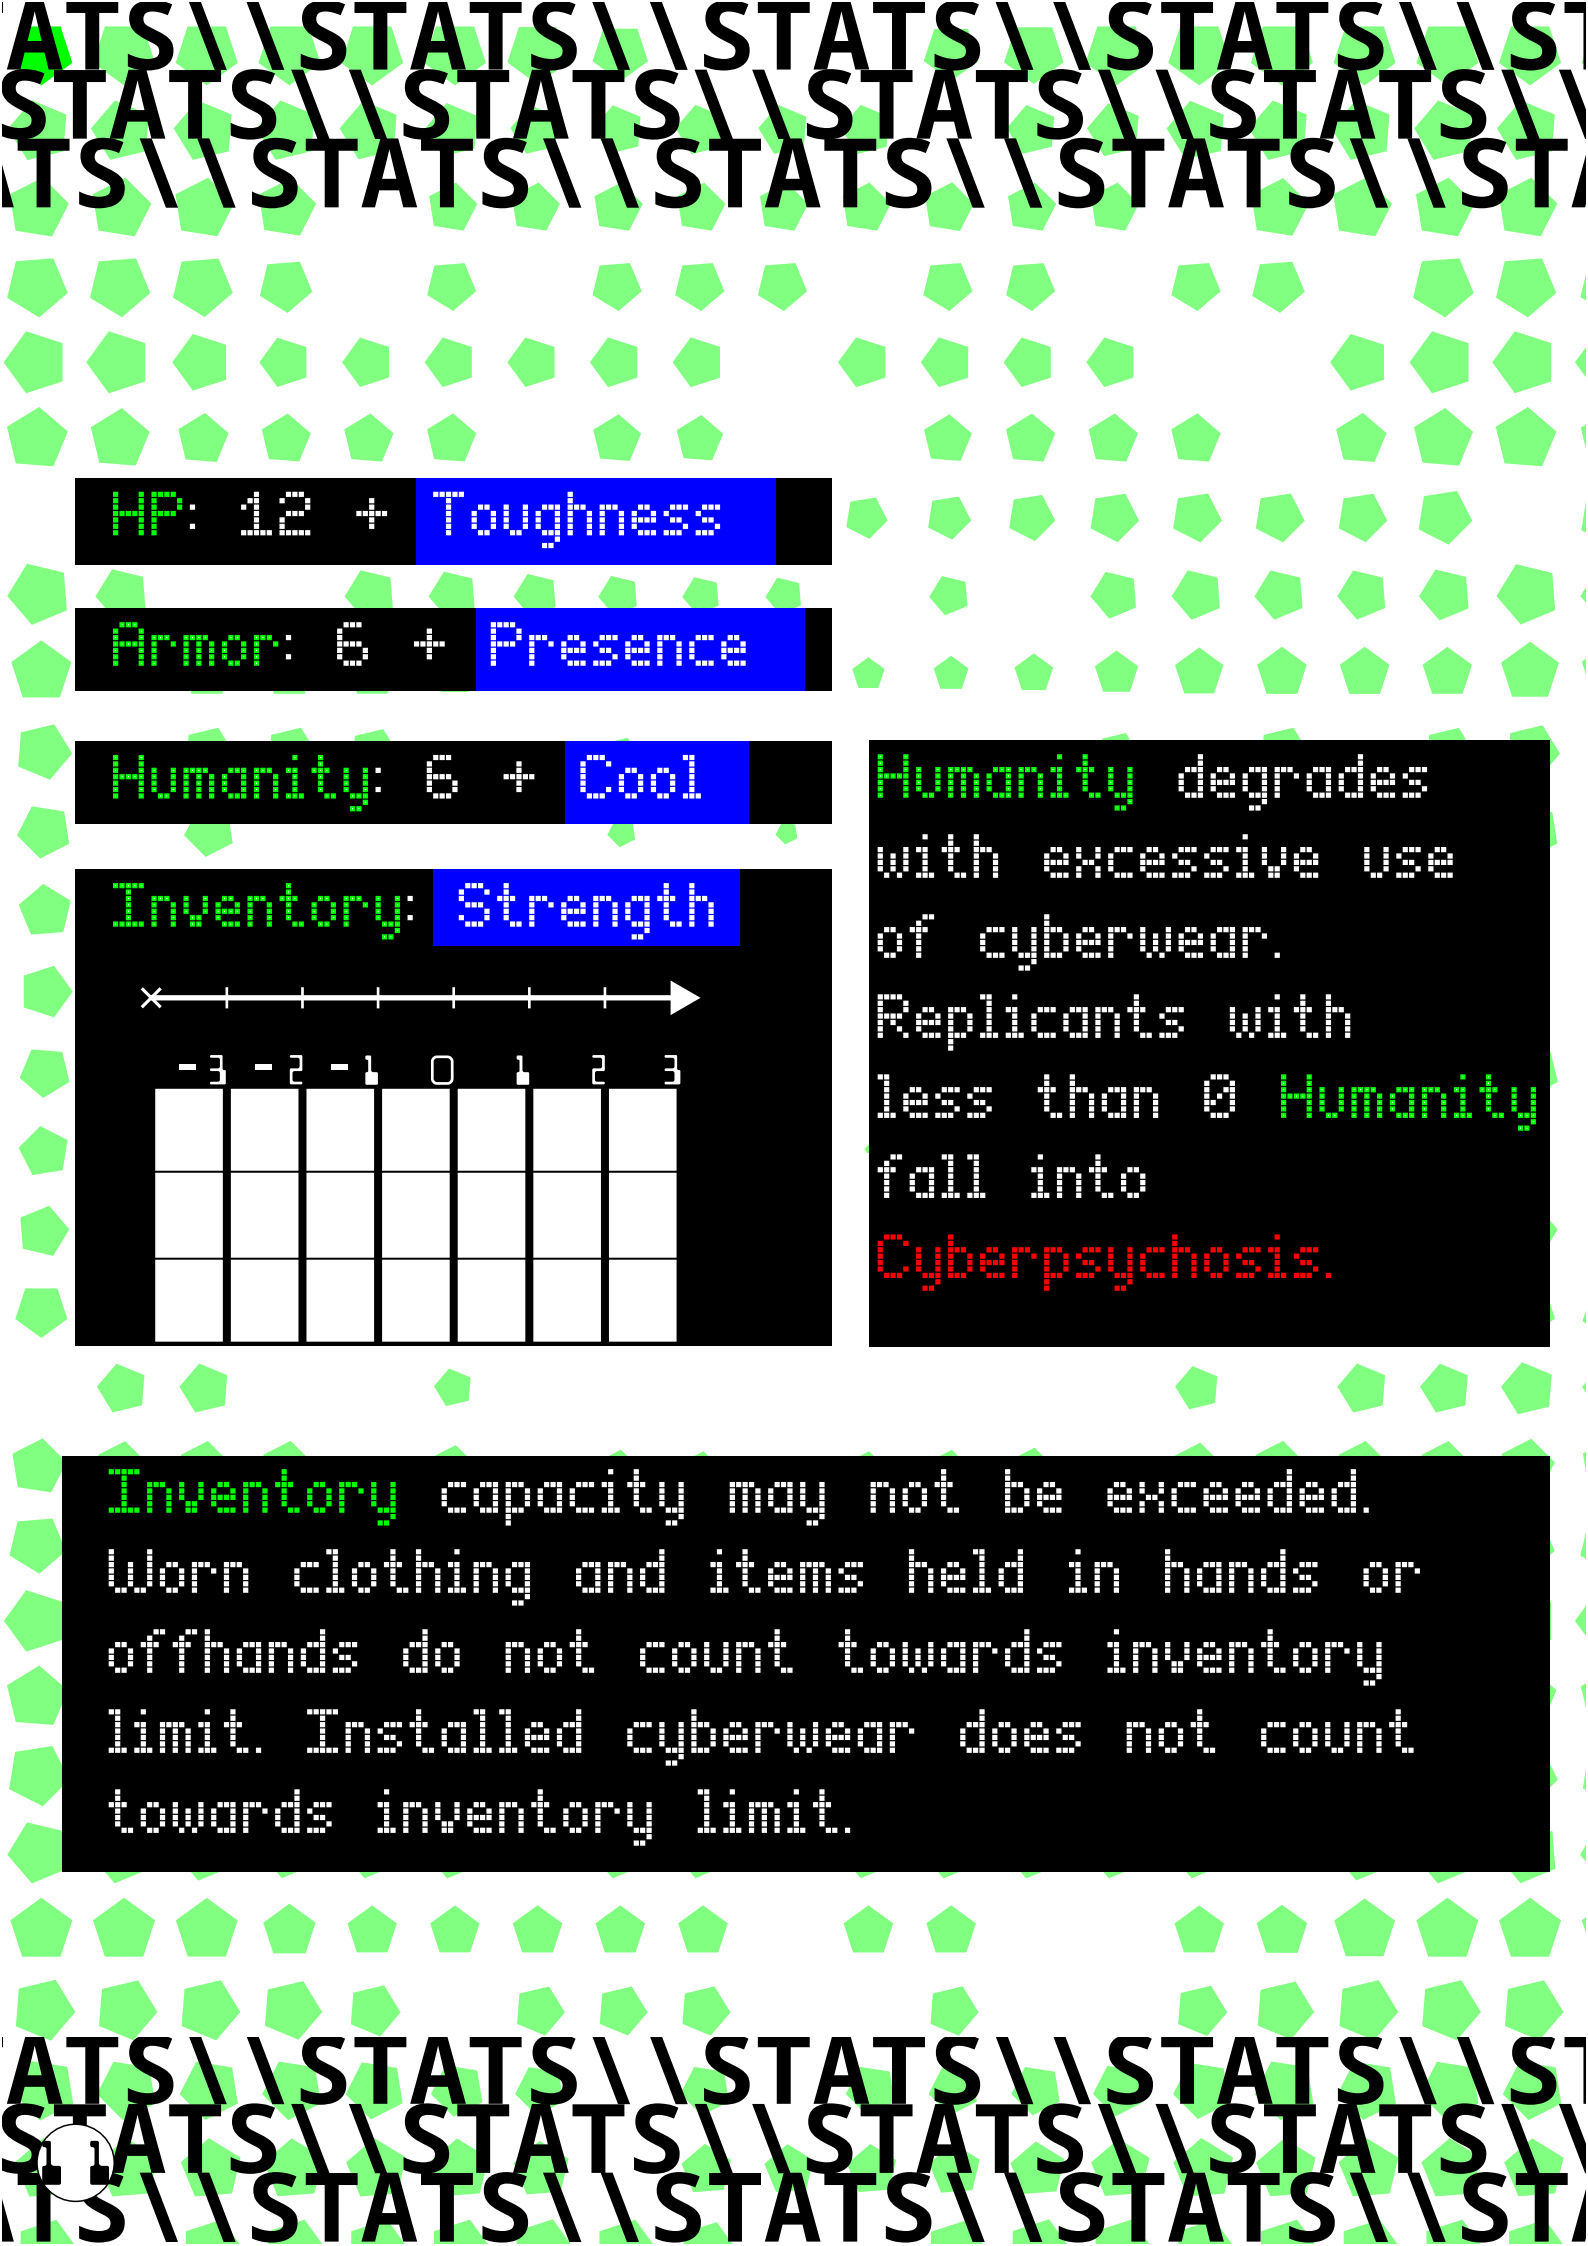 ATS\\STATS\\STATS\\STATS\\ST
STATS\\STATS\\STATS\\STATS\\
ATS\\STATS\\STATS\\STATS\\STA
HP: 12 + Toughness
Armor: 6 + Presence
Humanity: 6 + Cool
Inventory: Strength
-3 -2 -1 0 1 2 3
Humanity degrades
with excessive use
of cyberwear.
Replicants with
less than 0 Humanity
fall into
Cyberpsychosis.
Inventory capacity may not be exceeded.
Worn clothing and items held in hands or
offhands do not count towards inventory
limit. Installed cyberwear does not count
towards inventory limit.
ATS\\STATS\\STATS\\STATS\\ST
STATS\\STATS\\STATS\\STATS\\
11
ATS\\STATS\\STATS\\STATS\\STA